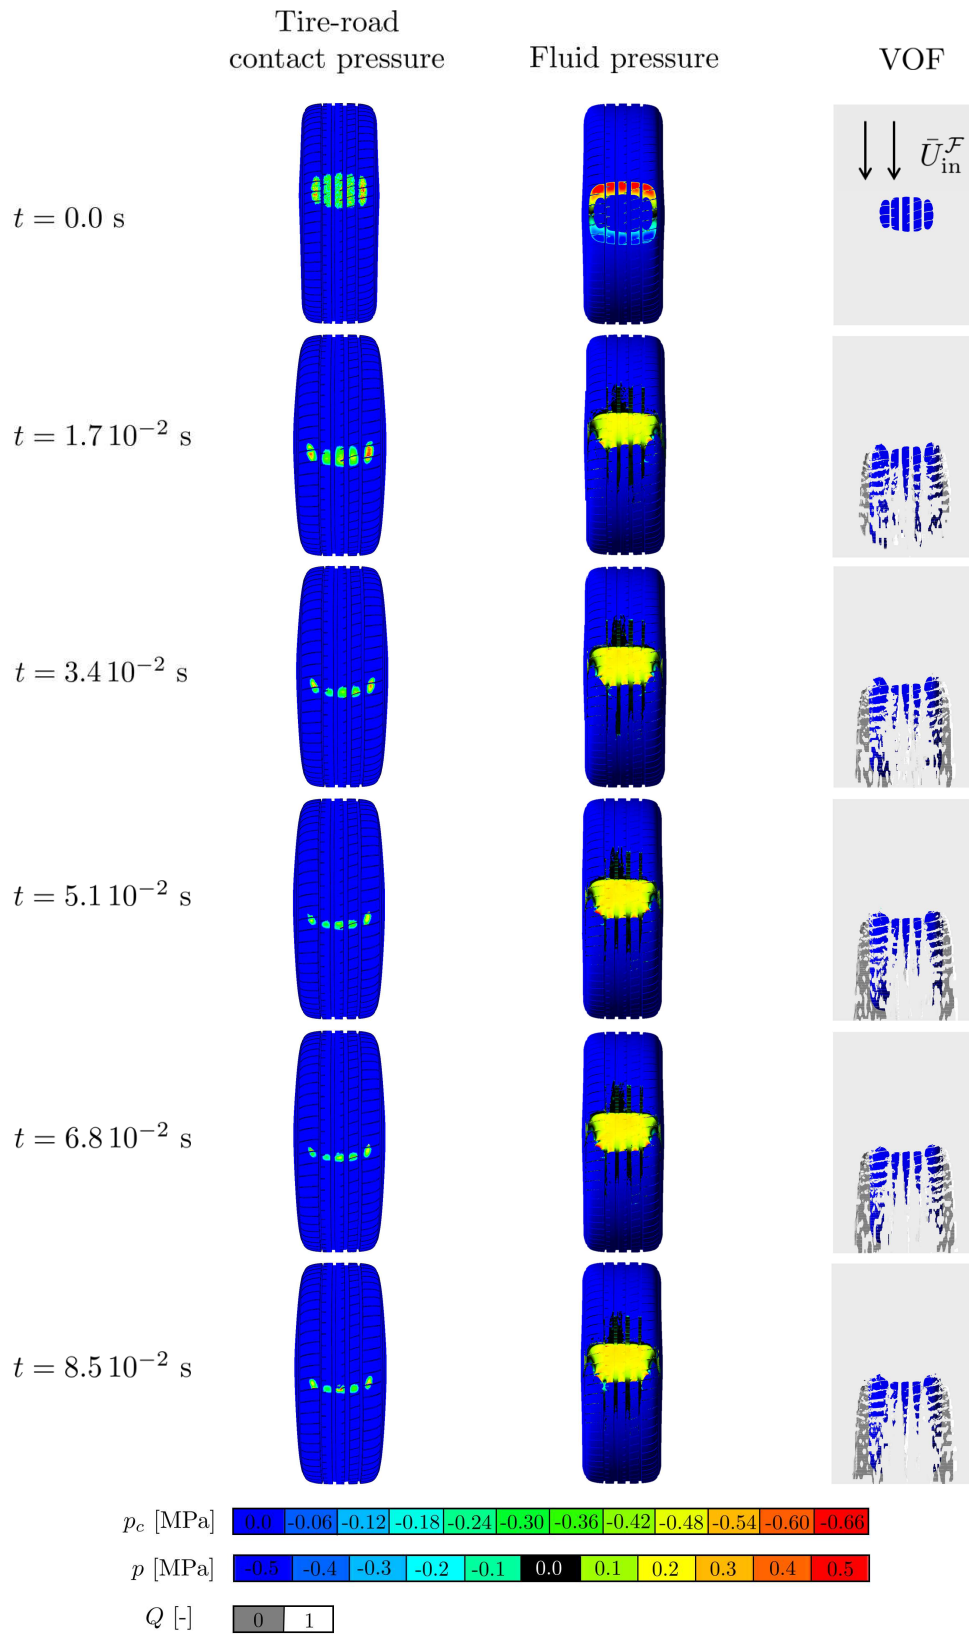 Tire-road
contact pressure
Fluid pressure
VOF
t = 0.0 s
Ū_in^ℱ
t = 1.7 10⁻² s
t = 3.4 10⁻² s
t = 5.1 10⁻² s
t = 6.8 10⁻² s
t = 8.5 10⁻² s
p_c [MPa] 0.0 -0.06 -0.12 -0.18 -0.24 -0.30 -0.36 -0.42 -0.48 -0.54 -0.60 -0.66
p [MPa] -0.5 -0.4 -0.3 -0.2 -0.1 0.0 0.1 0.2 0.3 0.4 0.5
Q [-] 0 1